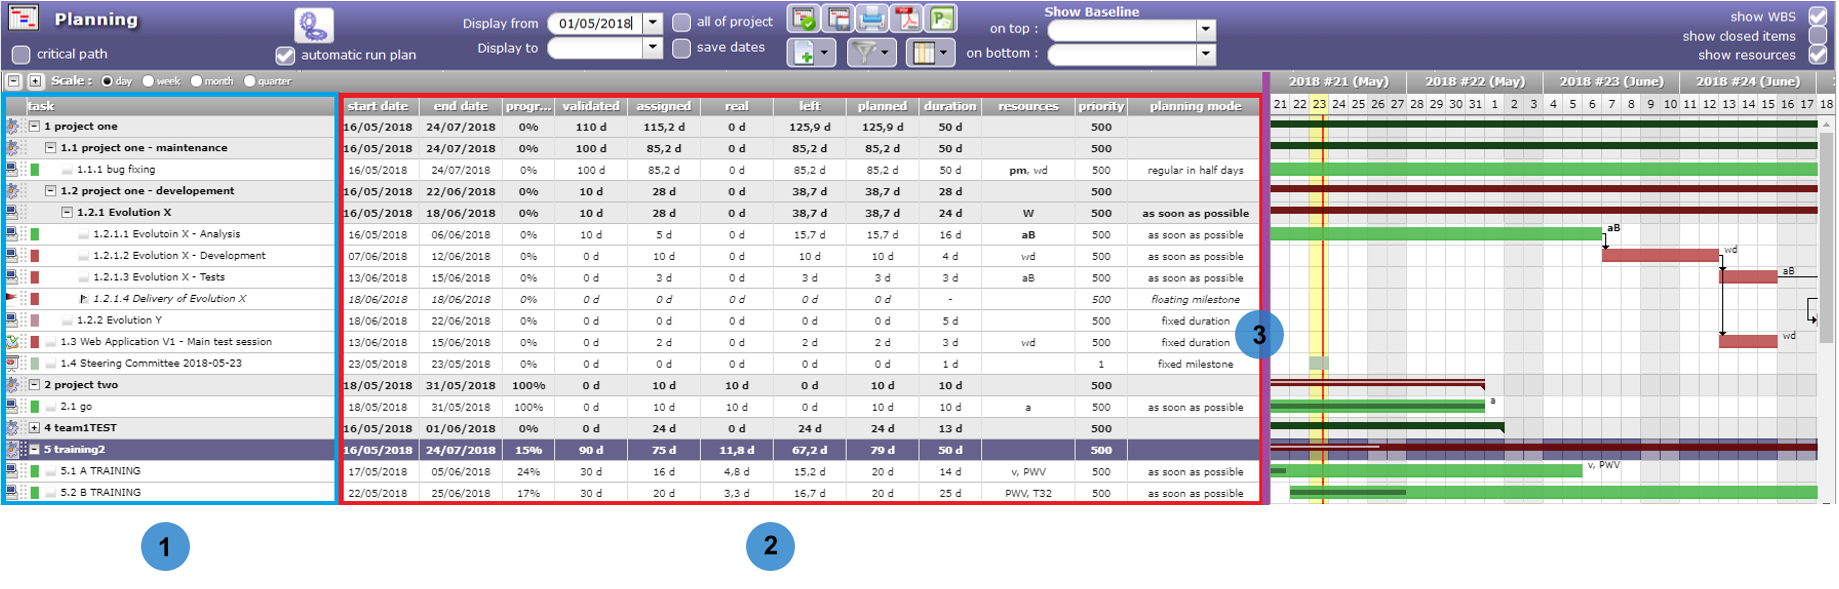 Planning
critical path
automatic run plan
Display from 01/05/2018
Display to
all of project
save dates
Show Baseline
on top :
on bottom :
show WBS
show closed items
show resources
Scale : day week month quarter
2018 #21 (May) 2018 #22 (May) 2018 #23 (June) 2018 #24 (June)
task start date end date progr... validated assigned real left planned duration resources priority planning mode 21 22 23 24 25 26 27 28 29 30 31 1 2 3 4 5 6 7 8 9 10 11 12 13 14 15 16 17 18
1 project one 16/05/2018 24/07/2018 0% 110 d 115,2 d 0 d 125,9 d 125,9 d 50 d 500
1.1 project one - maintenance 16/05/2018 24/07/2018 0% 100 d 85,2 d 0 d 85,2 d 85,2 d 50 d 500
1.1.1 bug fixing 16/05/2018 24/07/2018 0% 100 d 85,2 d 0 d 85,2 d 85,2 d 50 d pm, wd 500 regular in half days
1.2 project one - developement 16/05/2018 22/06/2018 0% 10 d 28 d 0 d 38,7 d 38,7 d 28 d 500
1.2.1 Evolution X 16/05/2018 18/06/2018 0% 10 d 28 d 0 d 38,7 d 38,7 d 24 d W 500 as soon as possible
1.2.1.1 Evolutoin X - Analysis 16/05/2018 06/06/2018 0% 10 d 5 d 0 d 15,7 d 15,7 d 16 d aB 500 as soon as possible aB
1.2.1.2 Evolution X - Development 07/06/2018 12/06/2018 0% 0 d 10 d 0 d 10 d 10 d 4 d wd 500 as soon as possible wd
1.2.1.3 Evolution X - Tests 13/06/2018 15/06/2018 0% 0 d 3 d 0 d 3 d 3 d 3 d aB 500 as soon as possible aB
1.2.1.4 Delivery of Evolution X 18/06/2018 18/06/2018 0% 0 d 0 d 0 d 0 d 0 d - 500 floating milestone
1.2.2 Evolution Y 18/06/2018 22/06/2018 0% 0 d 0 d 0 d 0 d 0 d 5 d 500 fixed duration
1.3 Web Application V1 - Main test session 13/06/2018 15/06/2018 0% 0 d 2 d 0 d 2 d 2 d 3 d wd 500 fixed duration wd
3
1.4 Steering Committee 2018-05-23 23/05/2018 23/05/2018 0% 0 d 0 d 0 d 0 d 0 d 1 d 1 fixed milestone
2 project two 18/05/2018 31/05/2018 100% 0 d 10 d 10 d 0 d 10 d 10 d 500
2.1 go 18/05/2018 31/05/2018 100% 0 d 10 d 10 d 0 d 10 d 10 d a 500 as soon as possible a
4 team1TEST 16/05/2018 01/06/2018 0% 0 d 24 d 0 d 24 d 24 d 13 d 500
5 training2 16/05/2018 24/07/2018 15% 90 d 75 d 11,8 d 67,2 d 79 d 50 d 500
5.1 A TRAINING 17/05/2018 05/06/2018 24% 30 d 16 d 4,8 d 15,2 d 20 d 14 d v, PWV 500 as soon as possible v, PWV
5.2 B TRAINING 22/05/2018 25/06/2018 17% 30 d 20 d 3,3 d 16,7 d 20 d 25 d PWV, T32 500 as soon as possible
1 2